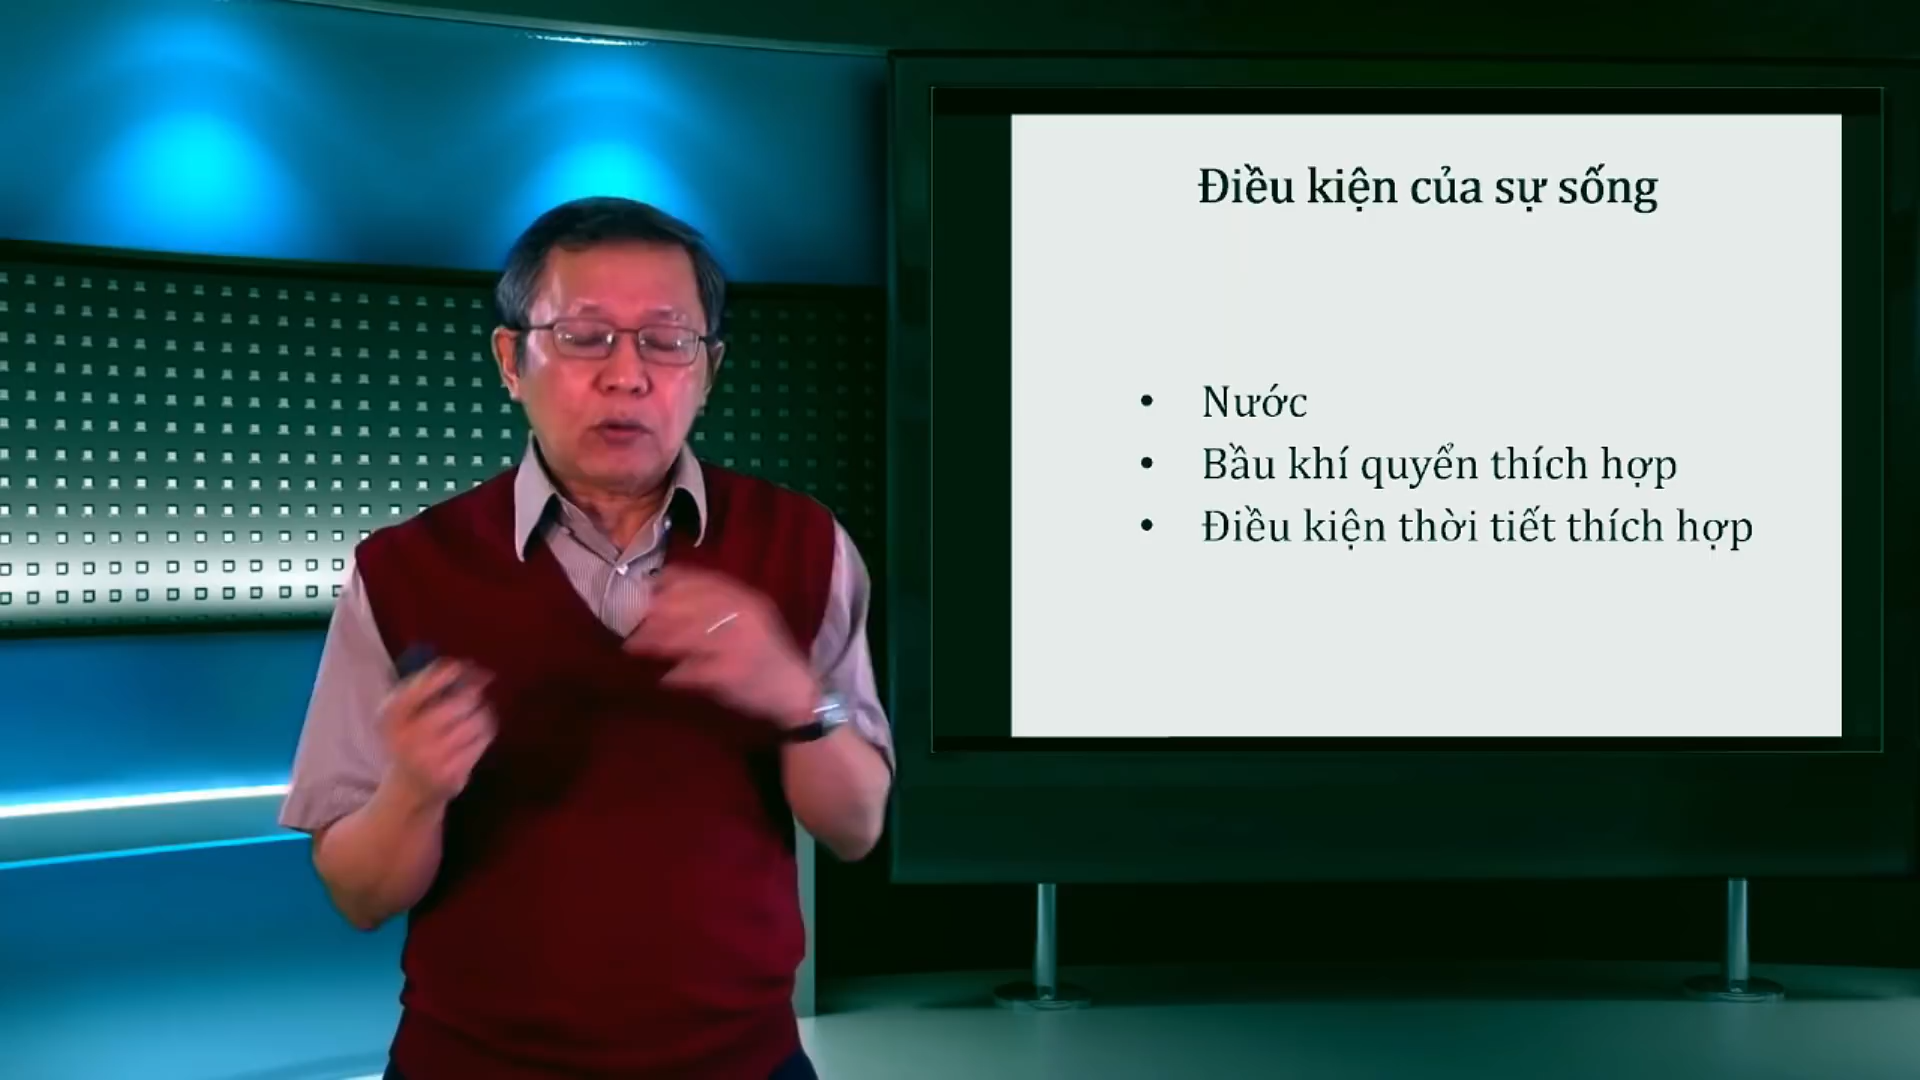 Điều kiện của sự sống
• Nước
• Bầu khí quyển thích hợp
• Điều kiện thời tiết thích hợp